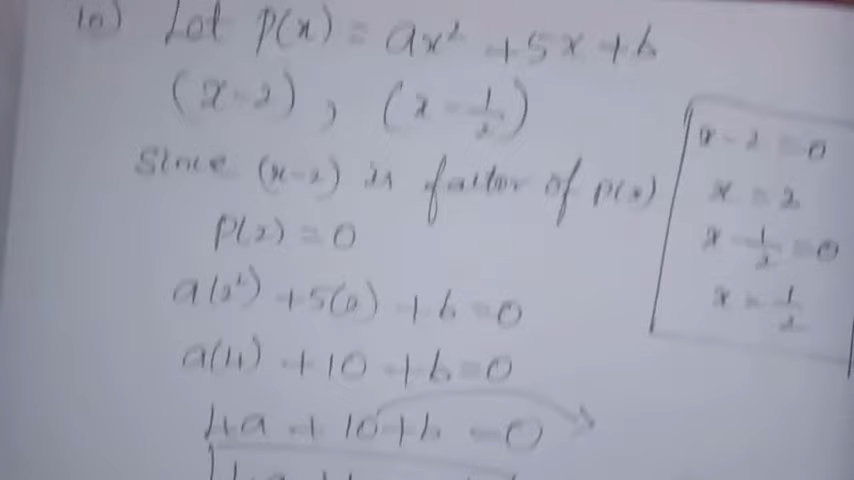 10) Let p(x) = ax² + 5x + b
(x-2), (x - 1/2)
Since (x-2) is factor of p(x)
p(2) = 0
a(2²) + 5(2) + b = 0
a(4) + 10 + b = 0
4a + 10 + b = 0
x - 2 = 0
x = 2
x - 1/2 = 0
x = 1/2